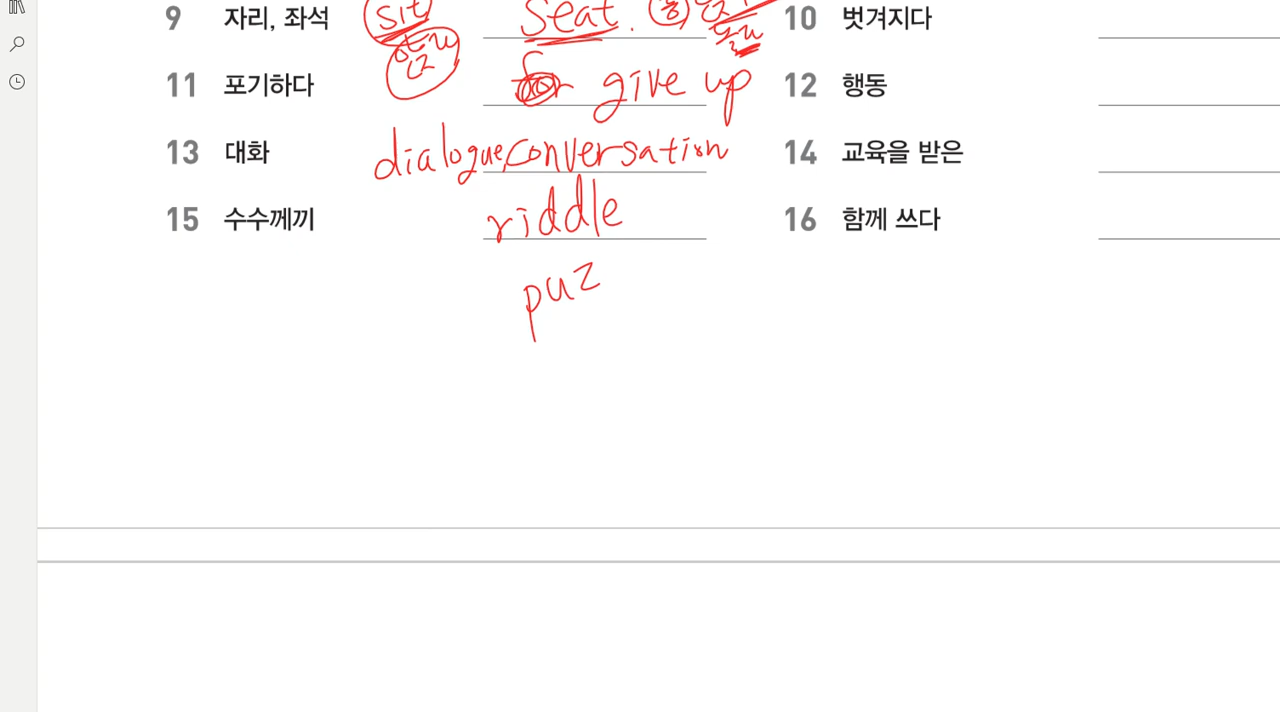 9 자리, 좌석 sit seat. 10 벗겨지다
앉다
11 포기하다 give up 12 행동
13 대화 dialogue, conversation 14 교육을 받은
15 수수께끼 riddle 16 함께 쓰다
puz